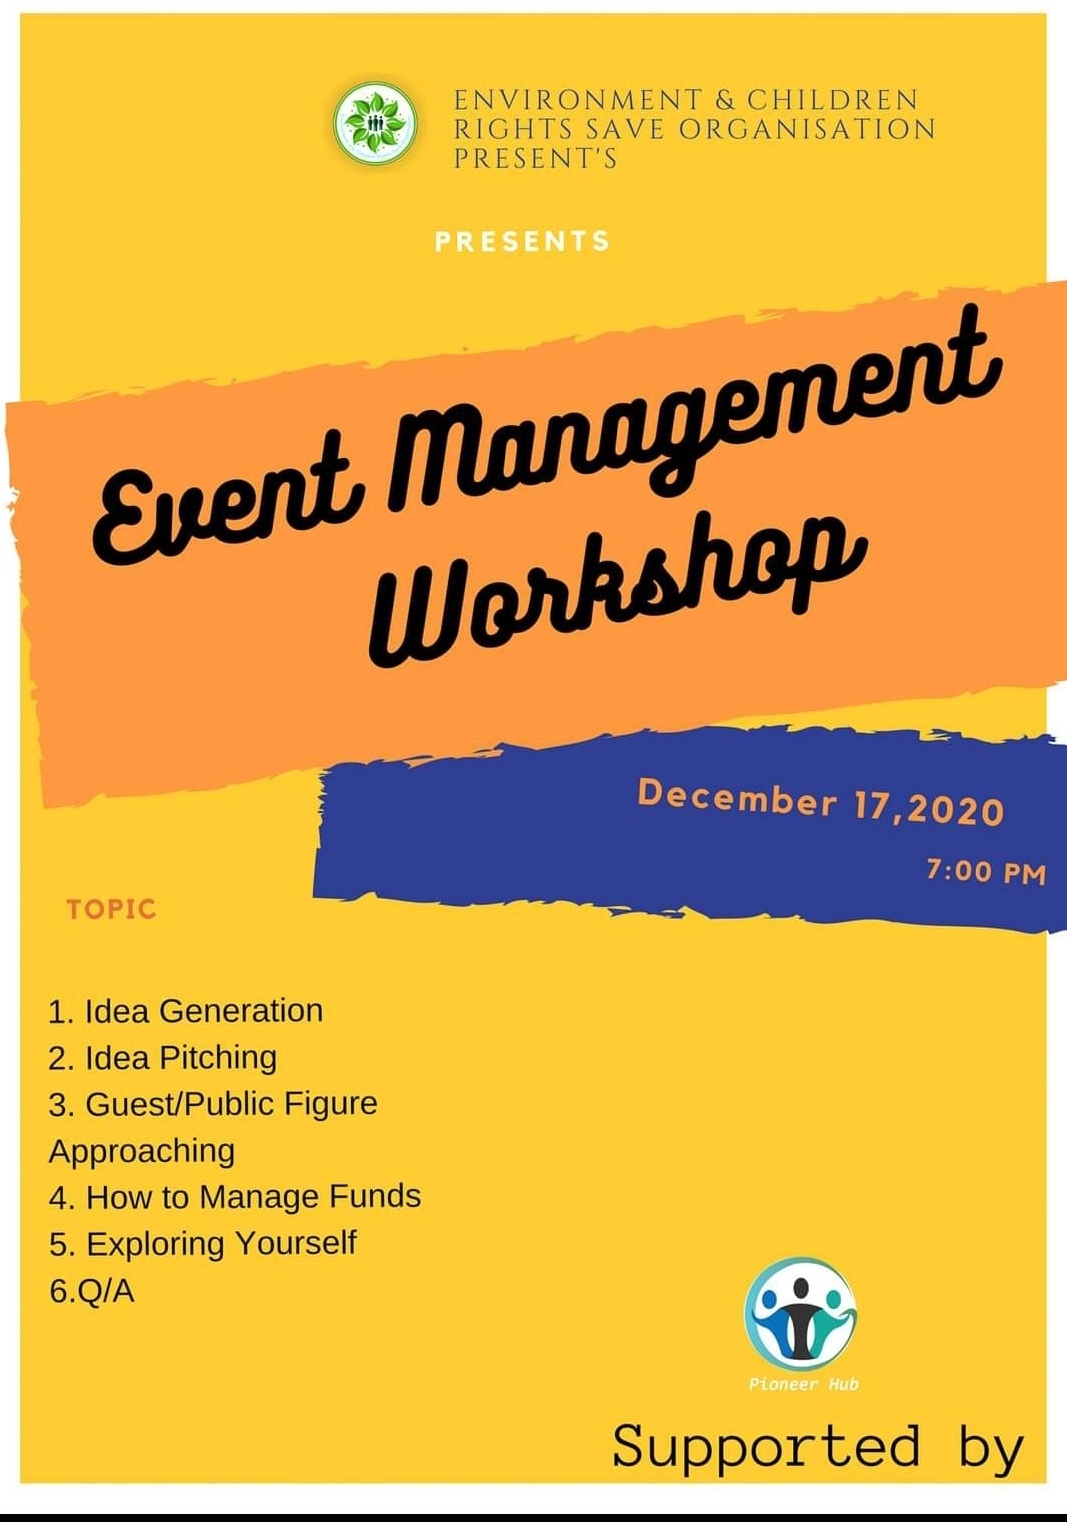 ENVIRONMENT & CHILDREN
RIGHTS SAVE ORGANISATION
PRESENT'S
PRESENTS
Event Management
Workshop
December 17,2020
7:00 PM
TOPIC
1. Idea Generation
2. Idea Pitching
3. Guest/Public Figure
Approaching
4. How to Manage Funds
5. Exploring Yourself
6.Q/A
Pioneer Hub
Supported by